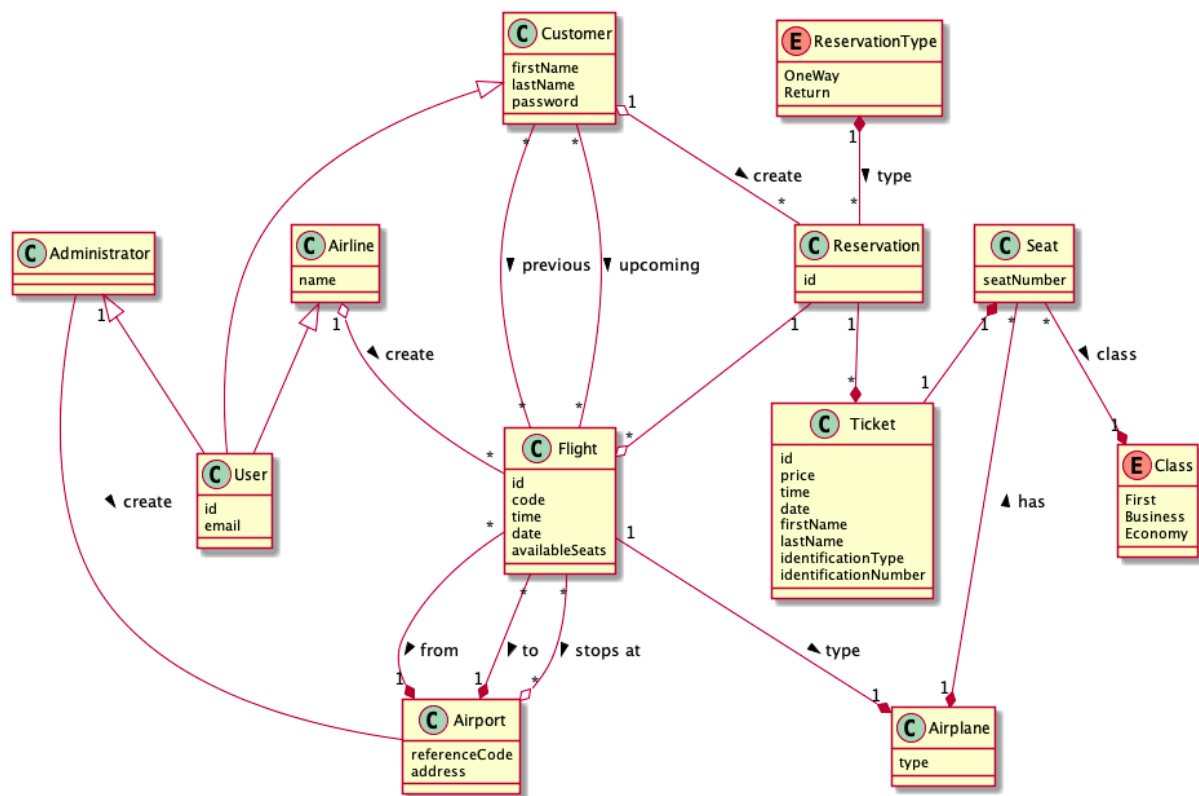 C Customer
firstName
lastName
password
E ReservationType
OneWay
Return
1
1
create
type
*
*
*
*
C Administrator
C Airline
name
C Reservation
id
C Seat
seatNumber
previous
upcoming
1
1
create
1
1
1
*
*
class
*
*
*
*
*
1
1
C Ticket
id
price
time
date
firstName
lastName
identificationType
identificationNumber
C Flight
id
code
time
date
availableSeats
C User
id
email
E Class
First
Business
Economy
create
has
*
1
*
*
from
to
stops at
type
1
1
*
1
1
C Airport
referenceCode
address
C Airplane
type